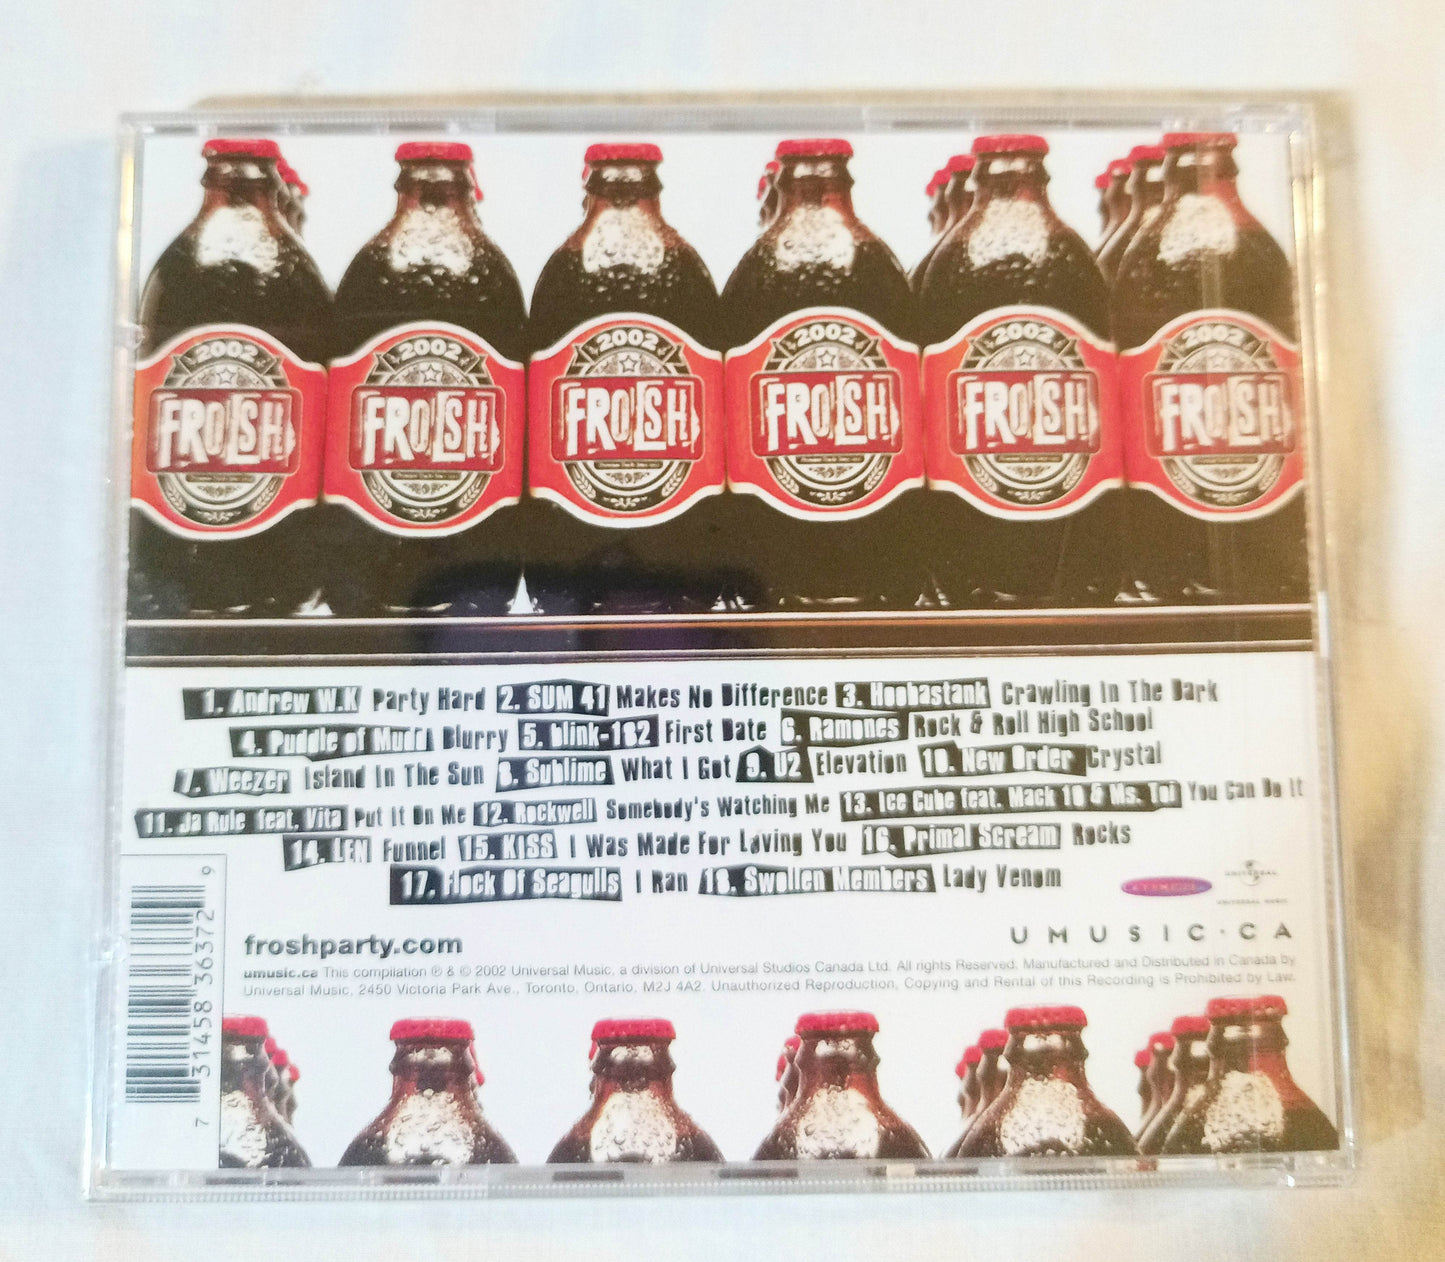 2002 2002 2002 2002 2002 2002
FROSH FROSH FROSH FROSH FROSH FROSH
1. Andrew W.K Party Hard 2. SUM 41 Makes No Difference 3. Hoobastank Crawling In The Dark
4. Puddle of Mudd Blurry 5. blink-182 First Date 6. Ramones Rock & Roll High School
7. Weezer Island In The Sun 8. Sublime What I Got 9. U2 Elevation 10. New Order Crystal
11. Ja Rule feat. Vita Put It On Me 12. Rockwell Somebody's Watching Me 13. Ice Cube feat. Mack 10 & Ms. Toi You Can Do It
14. LEN Funnel 15. KISS I Was Made For Loving You 16. Primal Scream Rocks
17. Flock Of Seagulls I Ran 18. Swollen Members Lady Venom
UNIVERSAL
UNIVERSAL MUSIC
froshparty.com
UMUSIC.CA
umusic.ca This compilation ℗ & © 2002 Universal Music, a division of Universal Studios Canada Ltd. All rights Reserved. Manufactured and Distributed in Canada by
Universal Music, 2450 Victoria Park Ave., Toronto, Ontario, M2J 4A2. Unauthorized Reproduction, Copying and Rental of this Recording is Prohibited by Law.
7 31458 36372 9